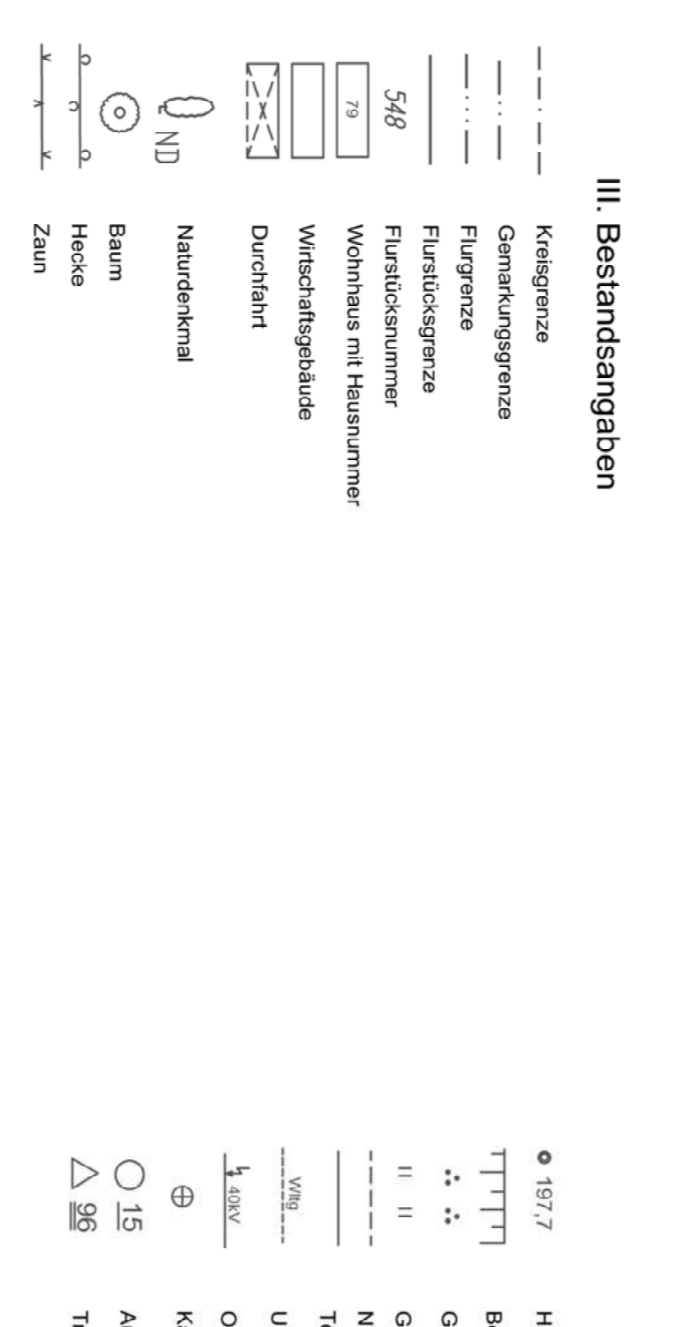 III. Bestandsangaben
Kreisgrenze
Gemarkungsgrenze
Flurgrenze
Flurstücksgrenze
548 Flurstücksnummer
79 Wohnhaus mit Hausnummer
Wirtschaftsgebäude
Durchfahrt
ND Naturdenkmal
Baum
Hecke
Zaun
197,7 H
G
G
N
Wltg U
40kV O
15
96